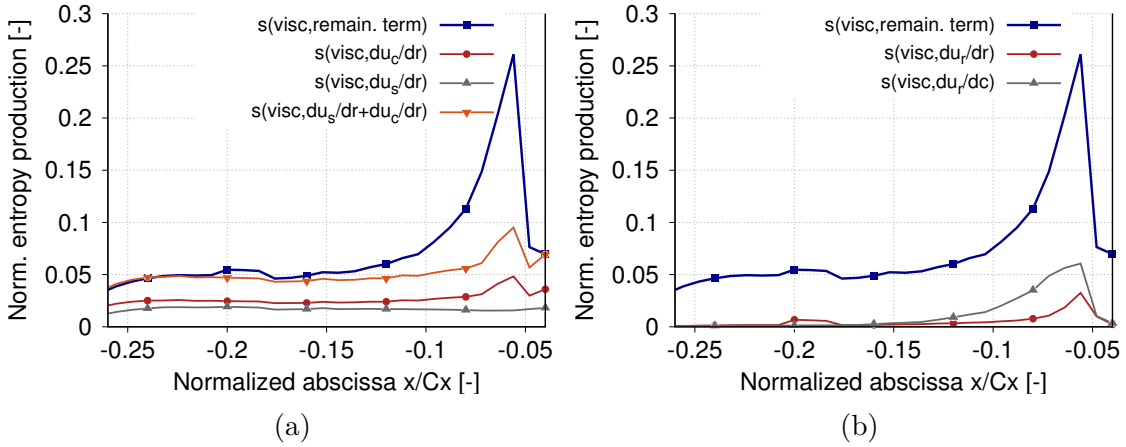 Norm. entropy production [-]
0.3
0.25
0.2
0.15
0.1
0.05
0
s(visc,remain. term)
s(visc,du_c/dr)
s(visc,du_s/dr)
s(visc,du_s/dr+du_c/dr)
-0.25 -0.2 -0.15 -0.1 -0.05
Normalized abscissa x/Cx [-]
(a)
Norm. entropy production [-]
0.3
0.25
0.2
0.15
0.1
0.05
0
s(visc,remain. term)
s(visc,du_r/dr)
s(visc,du_r/dc)
-0.25 -0.2 -0.15 -0.1 -0.05
Normalized abscissa x/Cx [-]
(b)